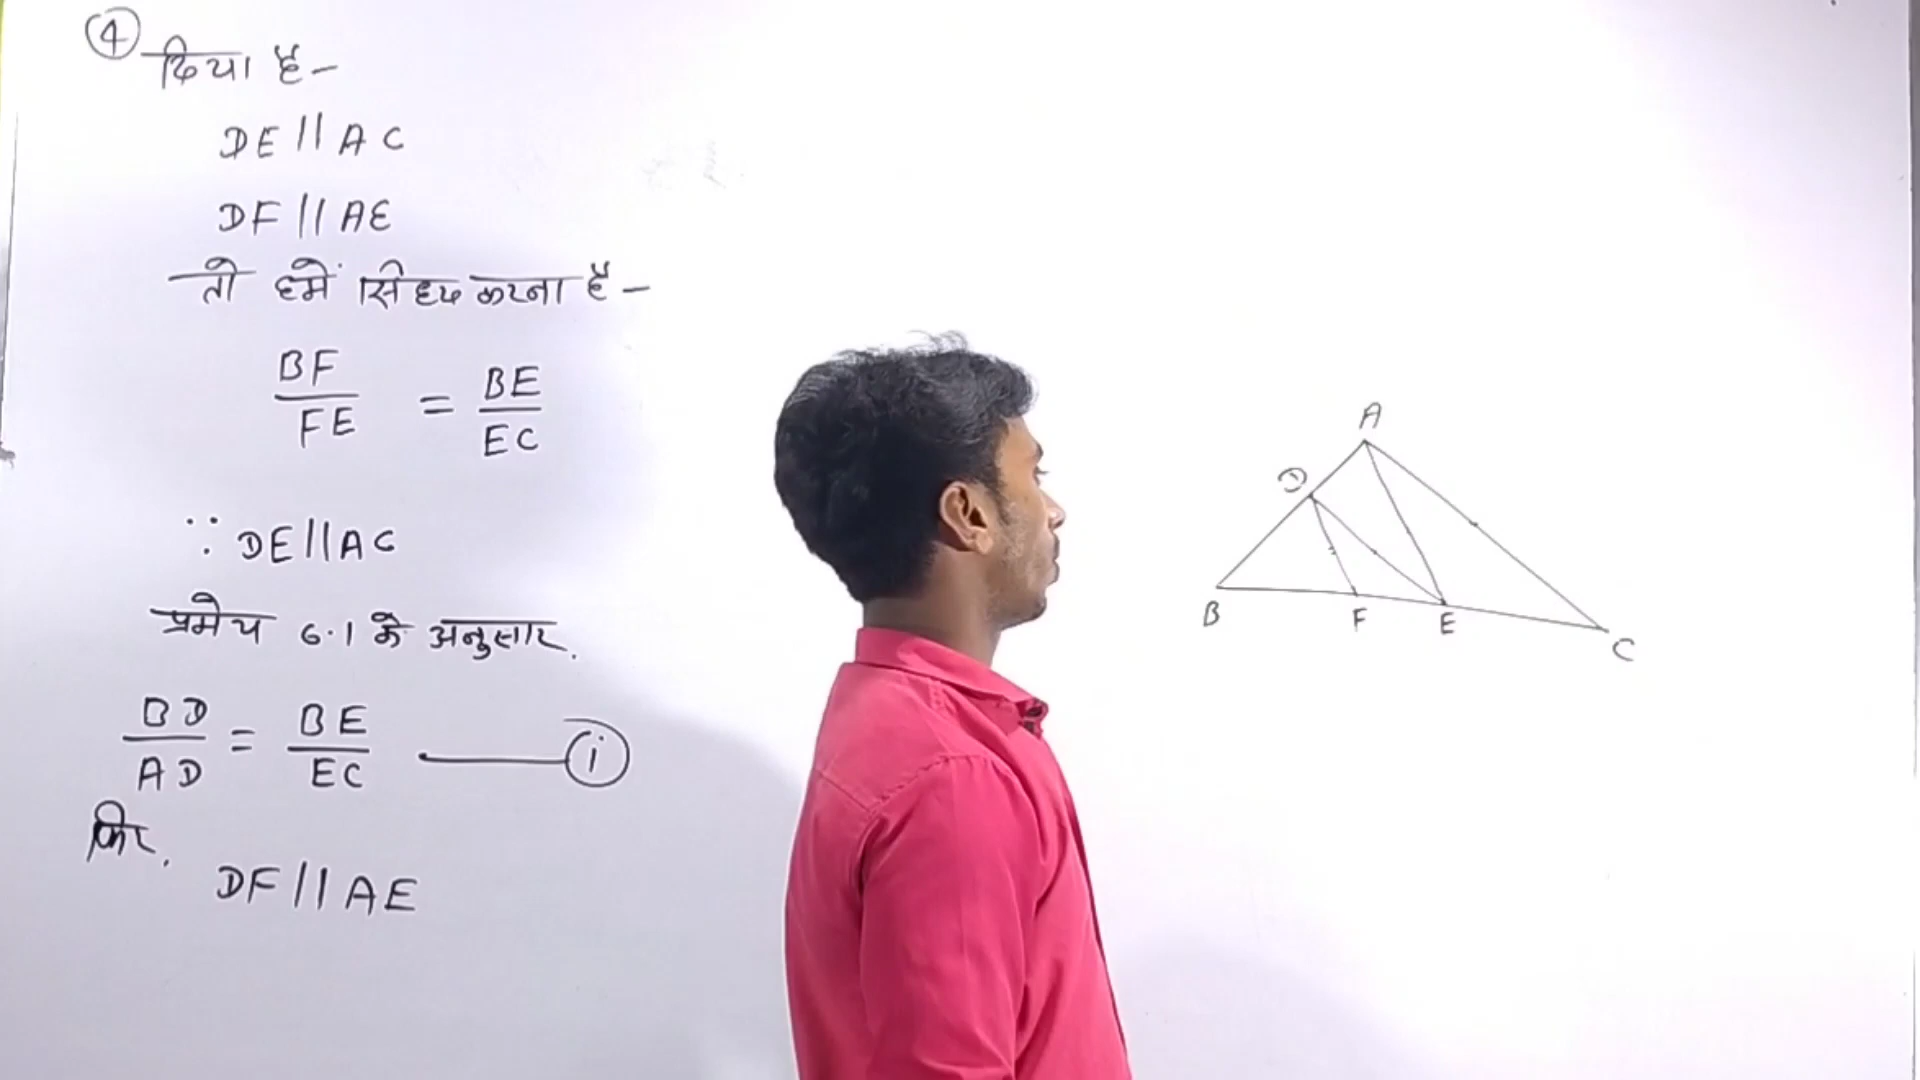 ④ दिया है-
DE || AC
DF || AE
तो हमें सिध्द करना है -
BF/FE = BE/EC
∵ DE || AC
प्रमेय 6.1 के अनुसार.
BD/AD = BE/EC —— ⓘ
फिर.
DF || AE
A
D
B
F
E
C